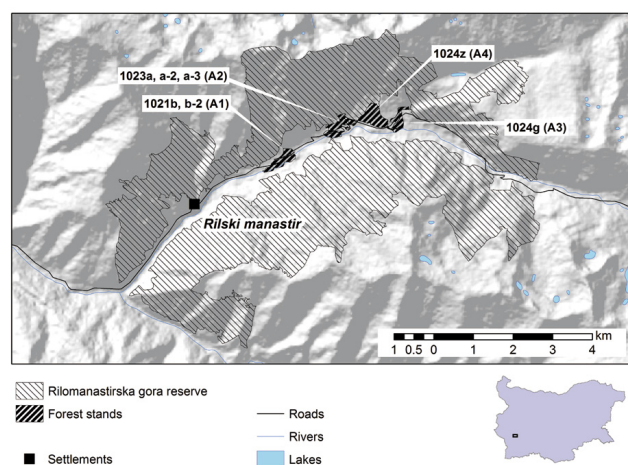 1024z (A4)
1023a, a-2, a-3 (A2)
1021b, b-2 (A1)
1024g (A3)
Rilski manastir
km
1 0.5 0 1 2 3 4
Rilomanastirska gora reserve
Forest stands
Settlements
Roads
Rivers
Lakes